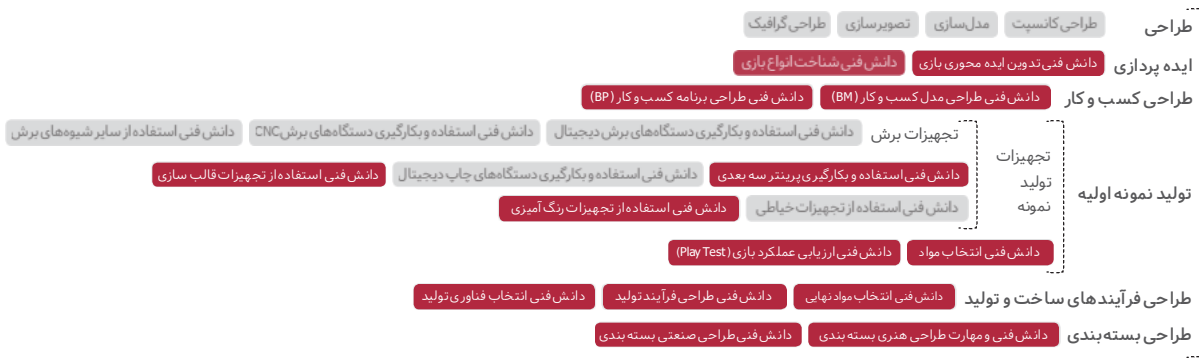 طراحی طراحی کانسپت مدل‌سازی تصویرسازی طراحی گرافیک
ایده پردازی دانش فنی تدوین ایده محوری بازی دانش فنی شناخت انواع بازی
طراحی کسب و کار دانش فنی طراحی مدل کسب و کار (BM) دانش فنی طراحی برنامه کسب و کار (BP)
تجهیزات برش دانش فنی استفاده و بکارگیری دستگاه‌های برش دیجیتال دانش فنی استفاده و بکارگیری دستگاه‌های برش CNC دانش فنی استفاده از سایر شیوه‌های برش
تولید نمونه اولیه
تجهیزات
تولید
نمونه
دانش فنی استفاده و بکارگیری پرینتر سه بعدی دانش فنی استفاده و بکارگیری دستگاه‌های چاپ دیجیتال دانش فنی استفاده از تجهیزات قالب سازی
دانش فنی استفاده از تجهیزات خیاطی دانش فنی استفاده از تجهیزات رنگ آمیزی
دانش فنی انتخاب مواد دانش فنی ارزیابی عملکرد بازی (Play Test)
طراحی فرآیندهای ساخت و تولید دانش فنی انتخاب مواد نهایی دانش فنی طراحی فرآیند تولید دانش فنی انتخاب فناوری تولید
طراحی بسته‌بندی دانش فنی و مهارت طراحی هنری بسته بندی دانش فنی طراحی صنعتی بسته بندی